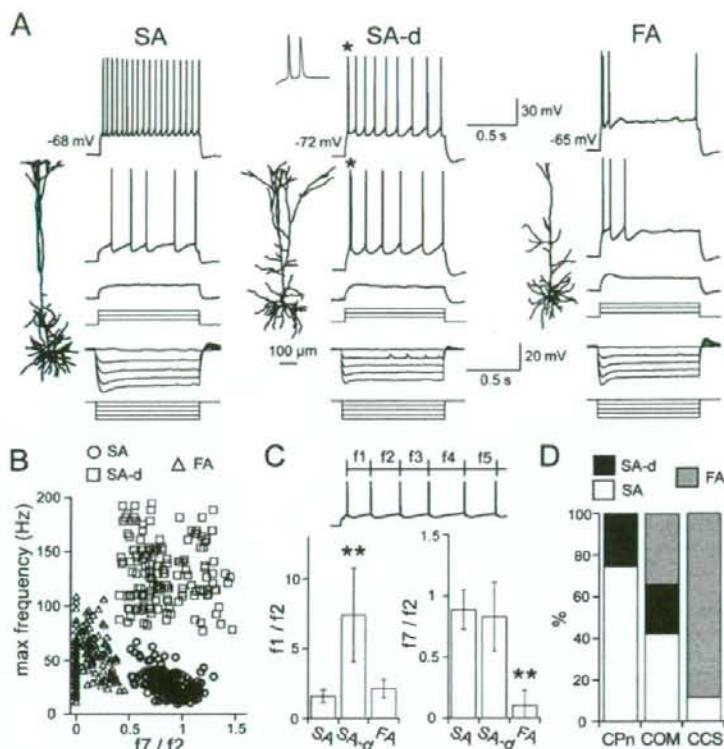 A
SA
SA-d
FA
*
30 mV
0.5 s
-68 mV
-72 mV
-65 mV
*
100 µm
20 mV
0.5 s
B
SA
SA-d
FA
max frequency (Hz)
200
150
100
50
0
0
0.5
1.0
1.5
f7 / f2
C
f1 f2 f3 f4 f5
f1 / f2
10
5
0
**
SA
SA-d
FA
f7 / f2
1.5
1
0.5
0
**
SA
SA-d
FA
D
SA-d
SA
FA
%
100
80
60
40
20
0
CPn
COM
CCS